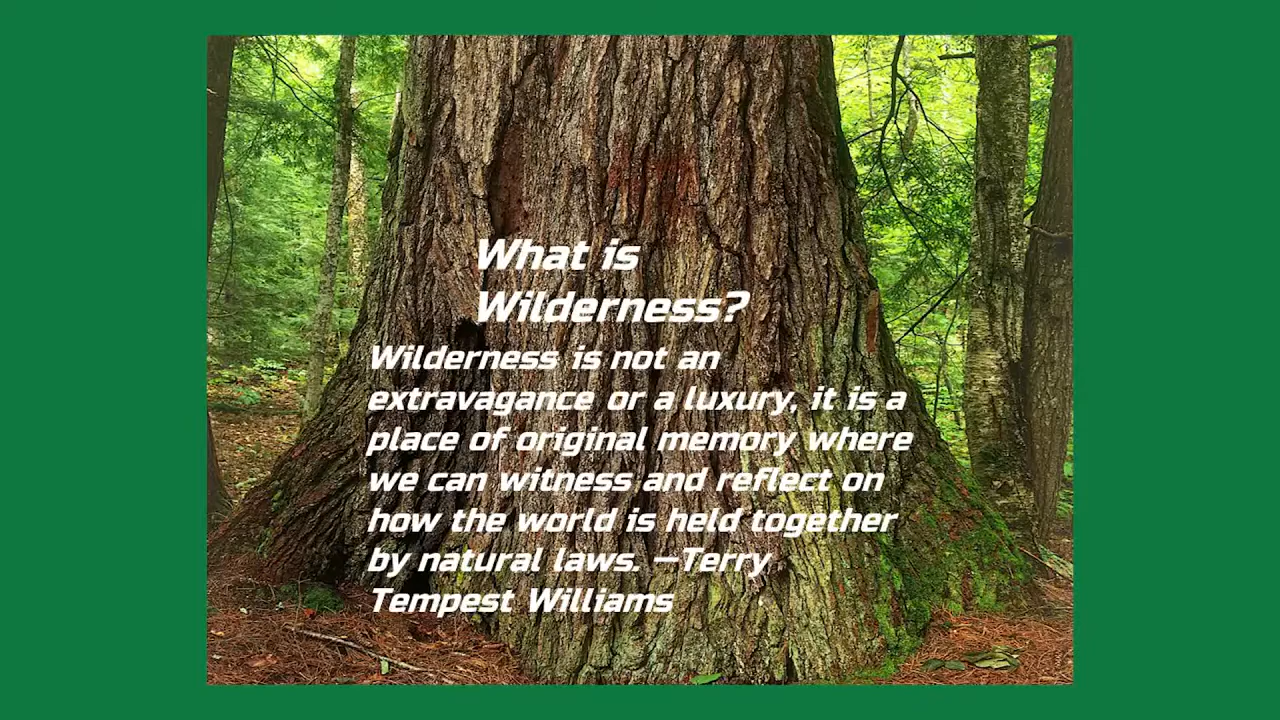 What is
Wilderness?
Wilderness is not an
extravagance or a luxury, it is a
place of original memory where
we can witness and reflect on
how the world is held together
by natural laws. —Terry
Tempest Williams